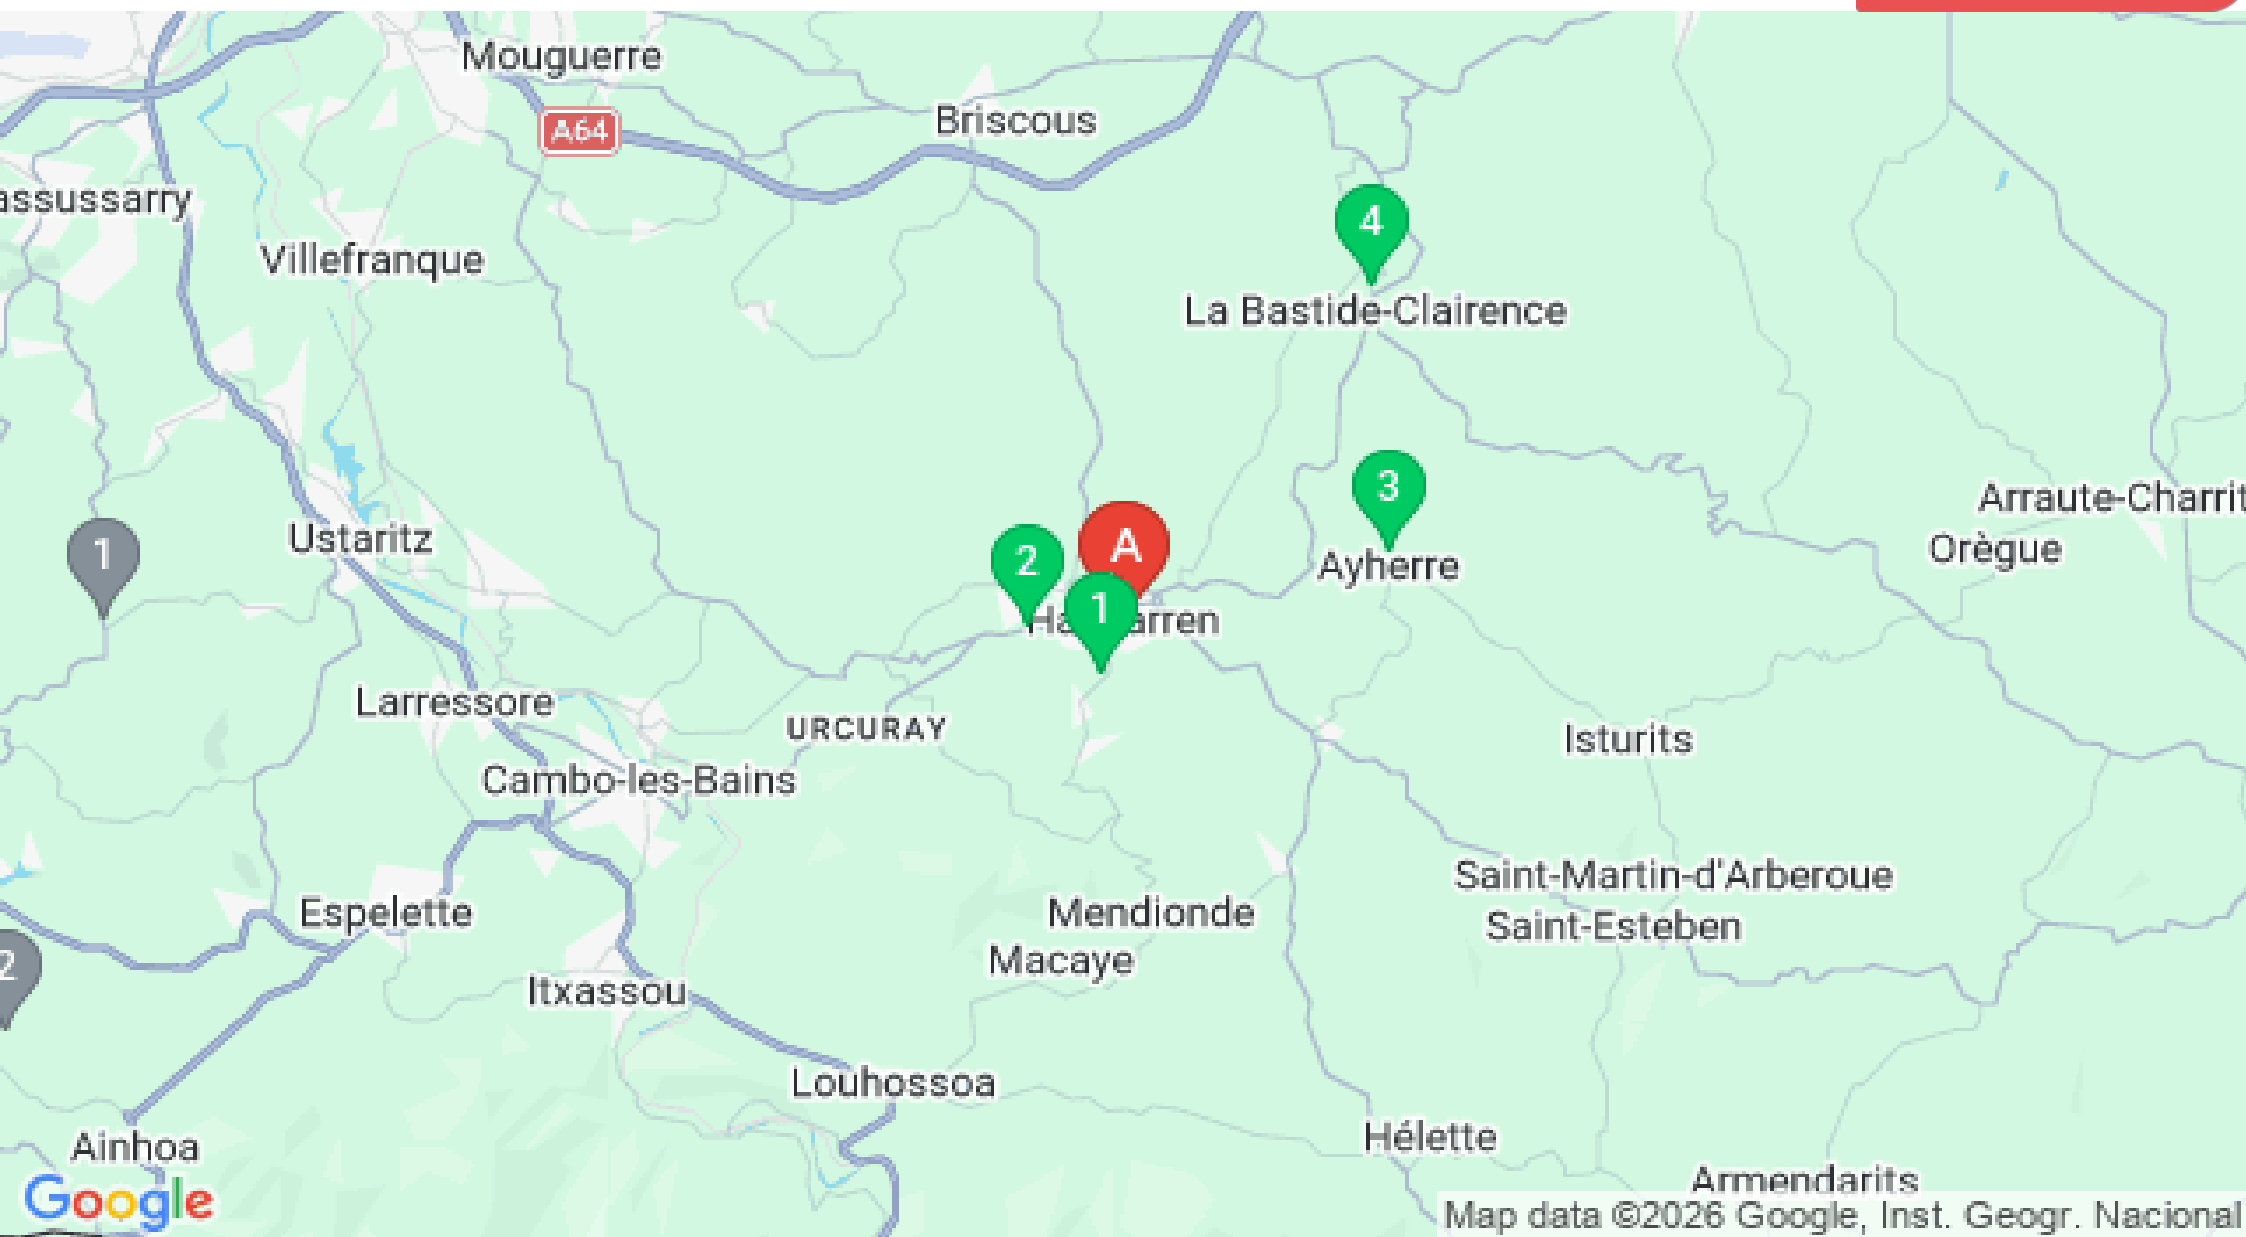 Mouguerre
A64
Briscous
assussarry
4
Villefranque
La Bastide-Clairence
3
Arraute-Charrit
1
Ustaritz
2
A
Ayherre
Orègue
1
Larressore
URCURAY
Isturits
Cambo-les-Bains
Saint-Martin-d'Arberoue
Espelette
Mendionde
Saint-Esteben
2
Macaye
Itxassou
Louhossoa
Ainhoa
Hélette
Armendarits
Google
Map data ©2026 Google, Inst. Geogr. Nacional